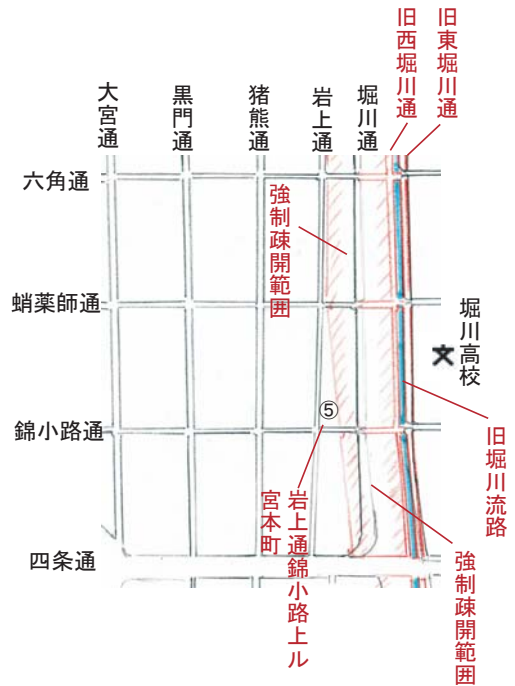 大宮通
黒門通
猪熊通
岩上通
堀川通
旧西堀川通
旧東堀川通
六角通
蛸薬師通
錦小路通
四条通
強制疎開範囲
堀川高校
文
⑤
旧堀川流路
岩上通錦小路上ル
宮本町
強制疎開範囲